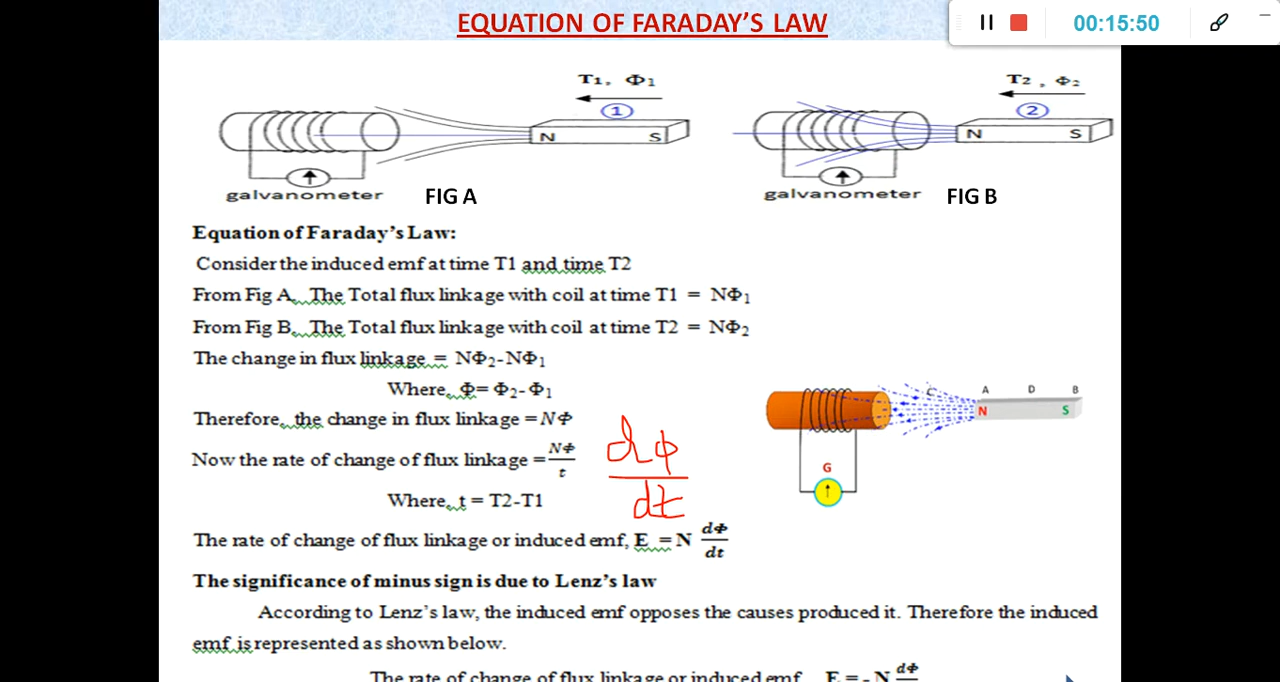 EQUATION OF FARADAY'S LAW
00:15:50
T1, Φ1
T2 , Φ2
1
2
N S
N S
galvanometer
FIG A
galvanometer
FIG B
Equation of Faraday's Law:
Consider the induced emf at time T1 and time T2
From Fig A, The Total flux linkage with coil at time T1 = NΦ1
From Fig B, The Total flux linkage with coil at time T2 = NΦ2
The change in flux linkage = NΦ2-NΦ1
Where, Φ= Φ2- Φ1
Therefore, the change in flux linkage =NΦ
Now the rate of change of flux linkage = NΦ/t
dφ/dt
Where, t = T2-T1
C A D B
N S
G
The rate of change of flux linkage or induced emf, E = N dΦ/dt
The significance of minus sign is due to Lenz's law
According to Lenz's law, the induced emf opposes the causes produced it. Therefore the induced
emf is represented as shown below.
The rate of change of flux linkage or induced emf E = - N dΦ